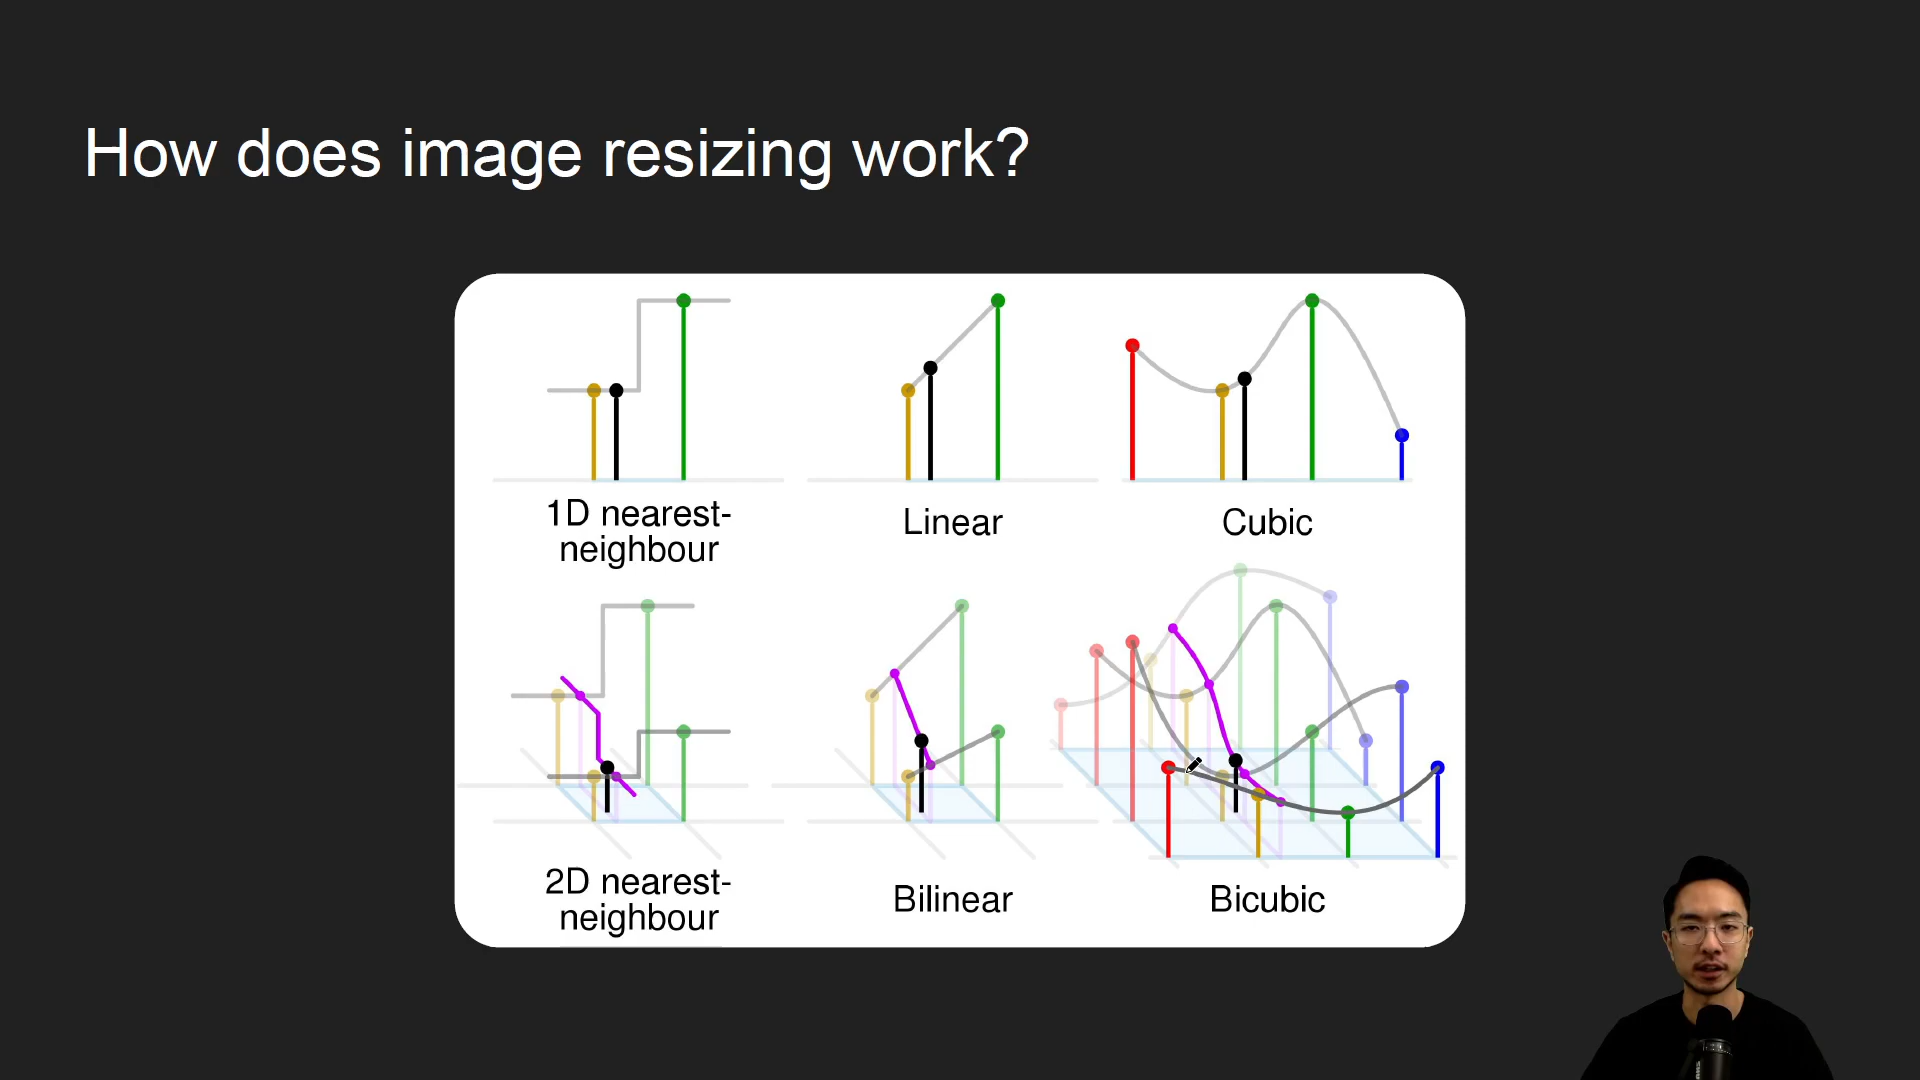 How does image resizing work?
1D nearest-
neighbour
Linear
Cubic
2D nearest-
neighbour
Bilinear
Bicubic